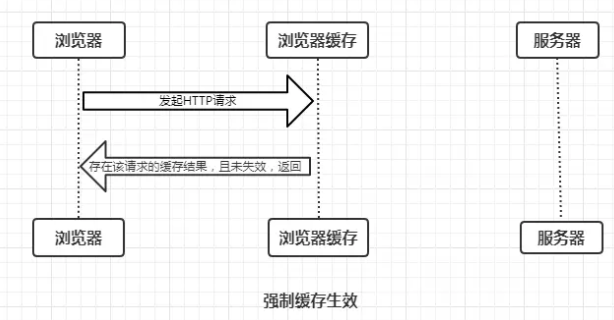 浏览器
浏览器缓存
服务器
发起HTTP请求
存在该请求的缓存结果，且未失效，返回
浏览器
浏览器缓存
服务器
强制缓存生效